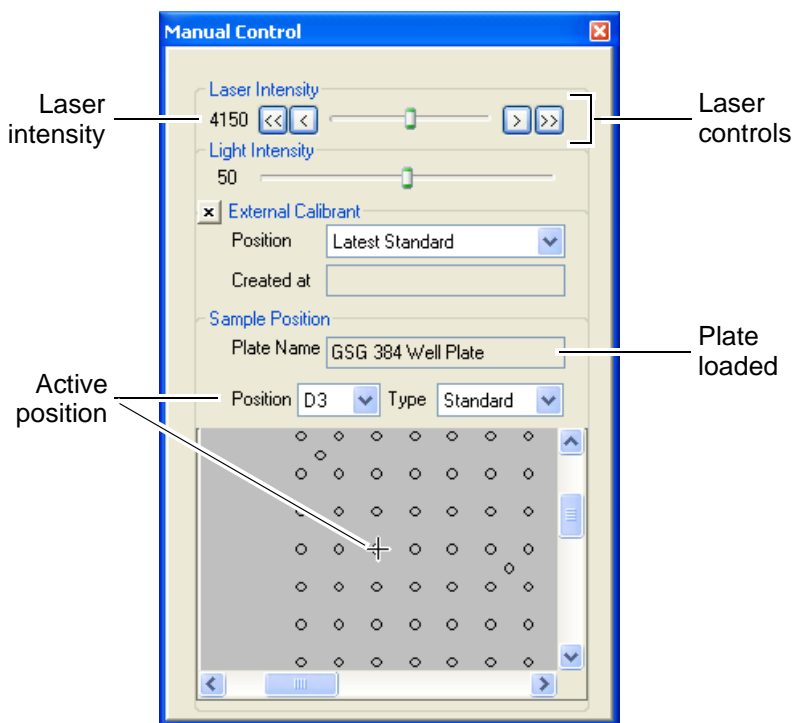 Manual Control
Laser Intensity
Laser
intensity
4150 << < > >>
Laser
controls
Light Intensity
50
x External Calibrant
Position Latest Standard
Created at
Sample Position
Plate Name GSG 384 Well Plate
Plate
loaded
Active
position
Position D3 Type Standard